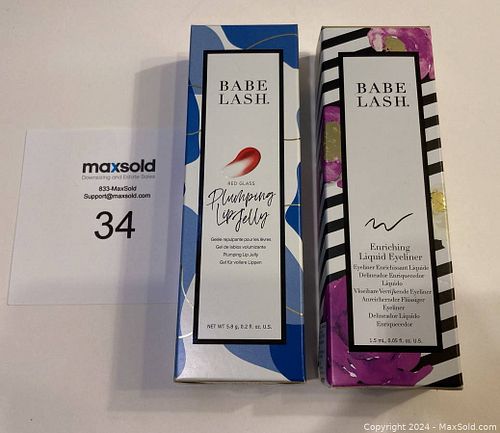 maxsold
Downsizing and Estate Sales
833-MaxSold
Support@maxsold.com
34
BABE
LASH.
RED GLASS
Plumping
Lip Jelly
Gelée repulpante pour les lèvres
Gel de labios volumizante
Plumping Lip Jelly
Gel für vollere Lippen
NET WT 5.8 g, 0.2 fl. oz. U.S.
BABE
LASH.
Enriching
Liquid Eyeliner
Eyeliner Enrichissant Liquide
Delineador Enriquecedor
Líquido
Vloeibare Verrijkende Eyeliner
Anreichernder Flüssiger
Eyeliner
Delineador Líquido
Enriquecedor
1.5 mL, 0.05 fl. oz. U.S.
Copyright © 2024 - MaxSold.com